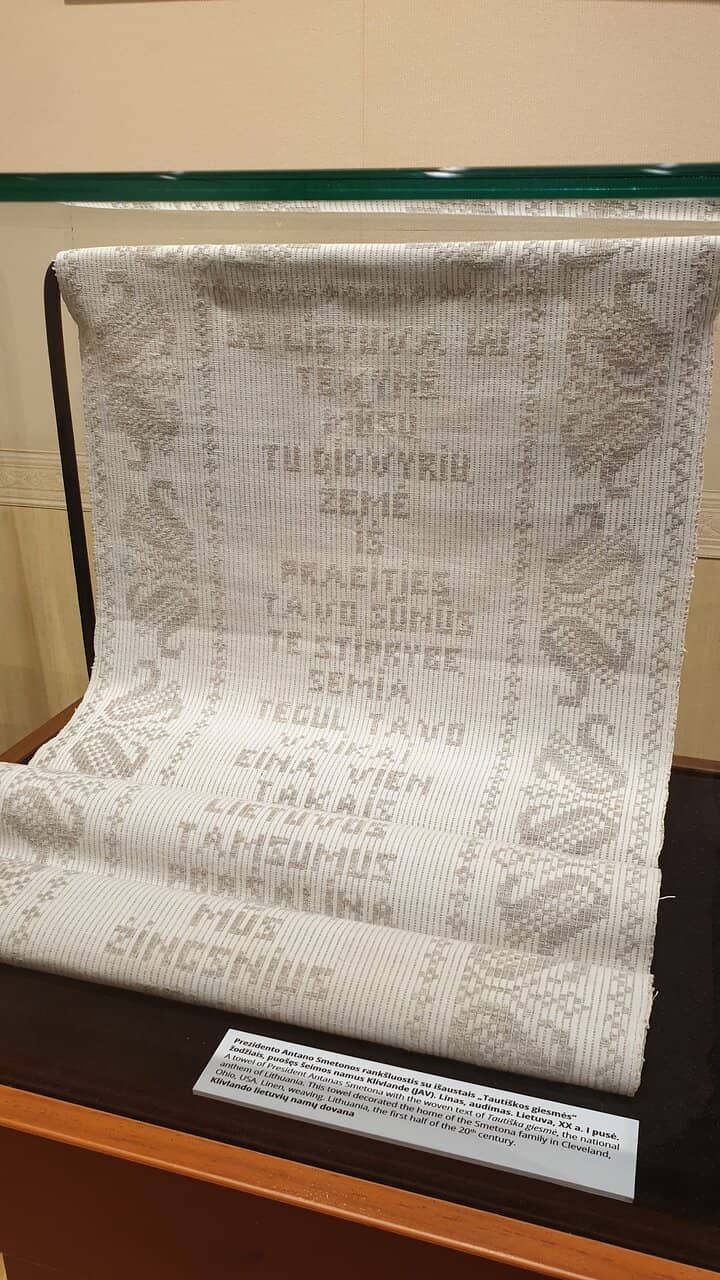 LIETUVA
TĖVYNE
MŪSŲ
TU DIDVYRIŲ
ŽEME
IŠ
PRAEITIES
TAVO SŪNŪS
TE STIPRYBE
SEMIA
TEGUL TAVO
VAIKAI
EINA VIEN
TAKAIS
LIETUVOS
TAMSUMUS
MUS
ŽINGSNIUS
Prezidento Antano Smetonos rankšluostis su išaustais „Tautiškos giesmės“
žodžiais, puošęs šeimos namus Klivlande (JAV). Linas, audimas. Lietuva, XX a. I pusė.
A towel of President Antanas Smetona with the woven text of Tautiška giesmė, the national
anthem of Lithuania. This towel decorated the home of the Smetona family in Cleveland,
Ohio, USA. Linen, weaving. Lithuania, the first half of the 20th century.
Klivlando lietuvių namų dovana